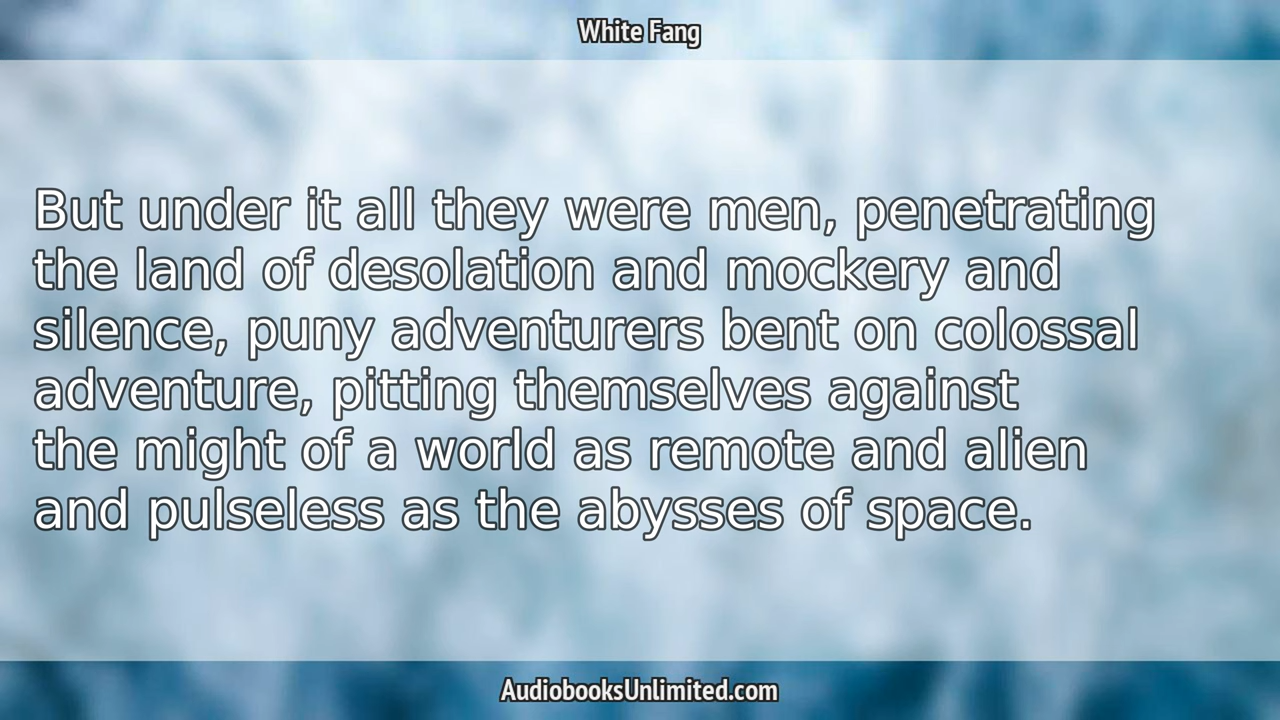 White Fang
But under it all they were men, penetrating
the land of desolation and mockery and
silence, puny adventurers bent on colossal
adventure, pitting themselves against
the might of a world as remote and alien
and pulseless as the abysses of space.
AudiobooksUnlimited.com